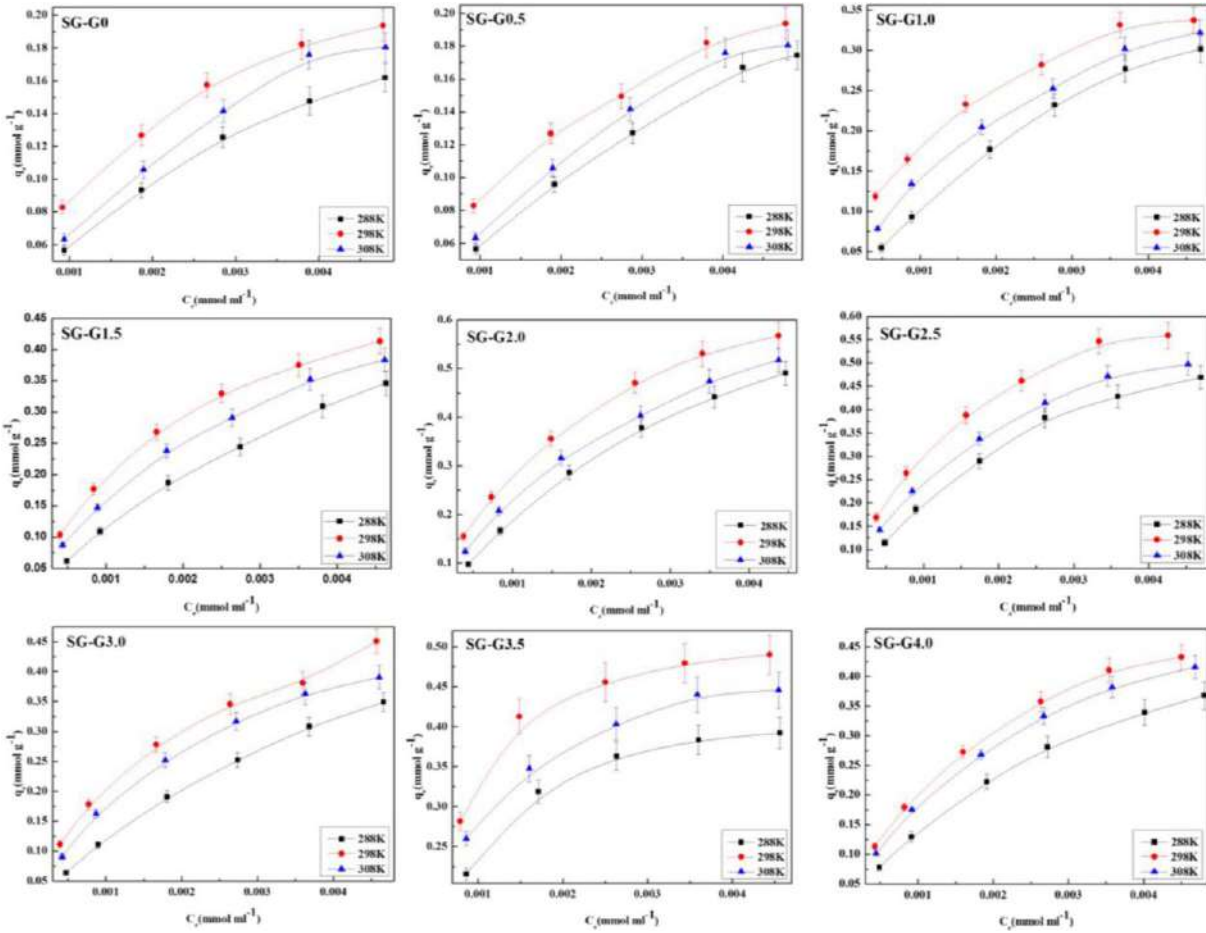 SG-G0
0.20
0.18
0.16
0.14
0.12
0.10
0.08
0.06
qe(mmol g-1)
288K
298K
308K
0.001 0.002 0.003 0.004
Ce(mmol ml-1)
SG-G0.5
0.20
0.18
0.16
0.14
0.12
0.10
0.08
0.06
qe(mmol g-1)
288K
298K
308K
0.001 0.002 0.003 0.004
Ce(mmol ml-1)
SG-G1.0
0.35
0.30
0.25
0.20
0.15
0.10
0.05
qe(mmol g-1)
288K
298K
308K
0.001 0.002 0.003 0.004
Ce(mmol ml-1)
SG-G1.5
0.45
0.40
0.35
0.30
0.25
0.20
0.15
0.10
0.05
qe(mmol g-1)
288K
298K
308K
0.001 0.002 0.003 0.004
Ce(mmol ml-1)
SG-G2.0
0.6
0.5
0.4
0.3
0.2
0.1
qe(mmol g-1)
288K
298K
308K
0.001 0.002 0.003 0.004
Ce(mmol ml-1)
SG-G2.5
0.60
0.55
0.50
0.45
0.40
0.35
0.30
0.25
0.20
0.15
0.10
qe(mmol g-1)
288K
298K
308K
0.001 0.002 0.003 0.004
Ce(mmol ml-1)
SG-G3.0
0.45
0.40
0.35
0.30
0.25
0.20
0.15
0.10
0.05
qe(mmol g-1)
288K
298K
308K
0.001 0.002 0.003 0.004
Ce(mmol ml-1)
SG-G3.5
0.50
0.45
0.40
0.35
0.30
0.25
qe(mmol g-1)
288K
298K
308K
0.001 0.002 0.003 0.004
Ce(mmol ml-1)
SG-G4.0
0.45
0.40
0.35
0.30
0.25
0.20
0.15
0.10
0.05
qe(mmol g-1)
288K
298K
308K
0.001 0.002 0.003 0.004
Ce(mmol ml-1)